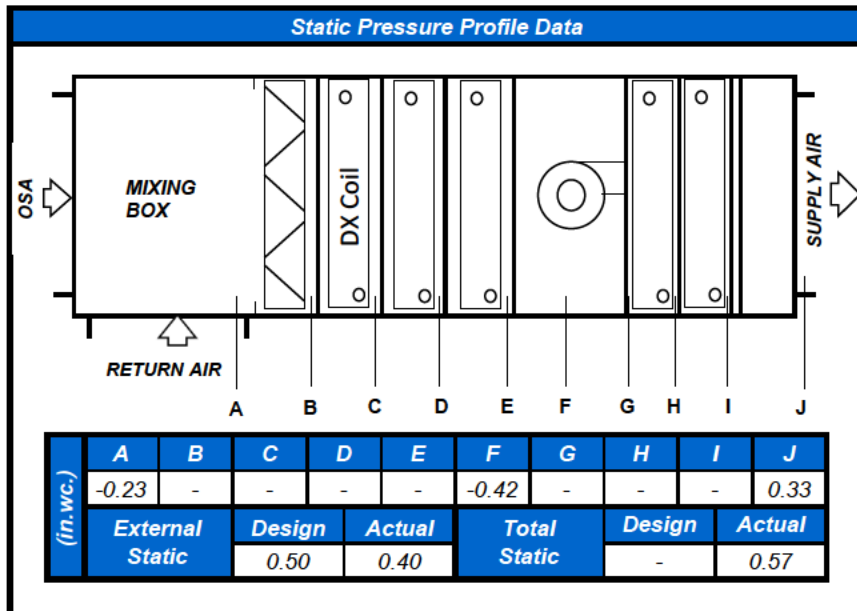 Static Pressure Profile Data
OSA
MIXING
BOX
DX Coil
SUPPLY AIR
RETURN AIR
A B C D E F G H I J
(in.wc.)
A B C D E F G H I J
-0.23 - - - - -0.42 - - - 0.33
External Static Design Actual Total Static Design Actual
0.50 0.40 - 0.57